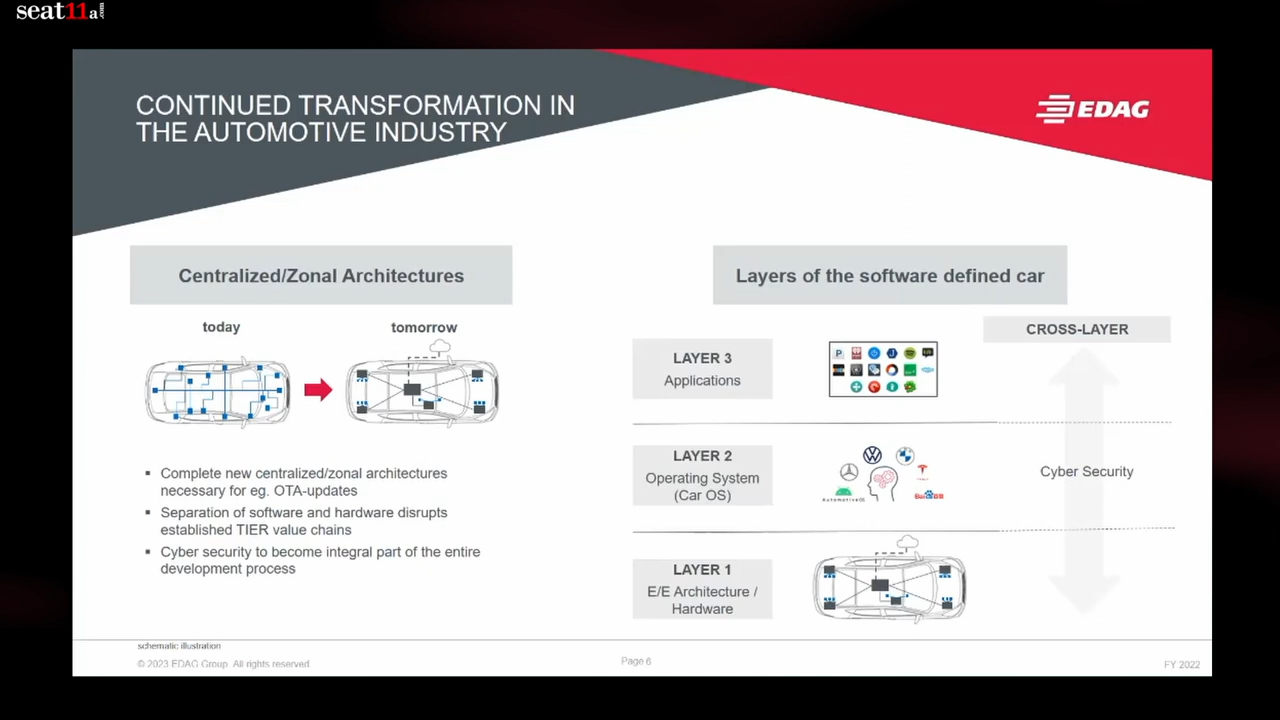 seat11a.com
CONTINUED TRANSFORMATION IN
THE AUTOMOTIVE INDUSTRY
EDAG
Centralized/Zonal Architectures
today
tomorrow
▪ Complete new centralized/zonal architectures
necessary for eg. OTA-updates
▪ Separation of software and hardware disrupts
established TIER value chains
▪ Cyber security to become integral part of the entire
development process
Layers of the software defined car
CROSS-LAYER
LAYER 3
Applications
LAYER 2
Operating System
(Car OS)
Cyber Security
LAYER 1
E/E Architecture /
Hardware
schematic illustration
© 2023 EDAG Group. All rights reserved
Page 6
FY 2022